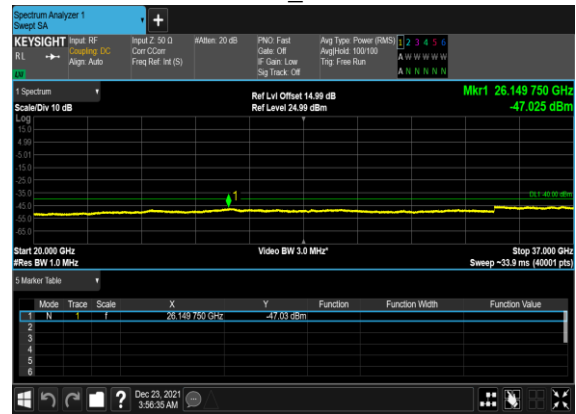 Spectrum Analyzer 1
Swept SA
+
KEYSIGHT Input: RF Input Z: 50 Ω #Atten: 20 dB PNO: Fast Avg Type: Power (RMS) 1 2 3 4 5 6
RL Coupling: DC Corr CCorr Gate: Off Avg|Hold: 100/100 A W W W W W
Align: Auto Freq Ref: Int (S) IF Gain: Low Trig: Free Run
Sig Track: Off A N N N N N
1 Spectrum Ref Lvl Offset 14.99 dB Mkr1 26.149 750 GHz
Scale/Div 10 dB Ref Level 24.99 dBm -47.025 dBm
Log
15.0
4.99
-5.01
-15.0
-25.0
-35.0
1
DL1 -40.00 dBm
-45.0
-55.0
-65.0
Start 20.000 GHz Video BW 3.0 MHz* Stop 37.000 GHz
#Res BW 1.0 MHz Sweep ~33.9 ms (40001 pts)
5 Marker Table
Mode Trace Scale X Y Function Function Width Function Value
1 N 1 f 26.149 750 GHz -47.03 dBm
2
3
4
5
6
? Dec 23, 2021
3:56:35 AM